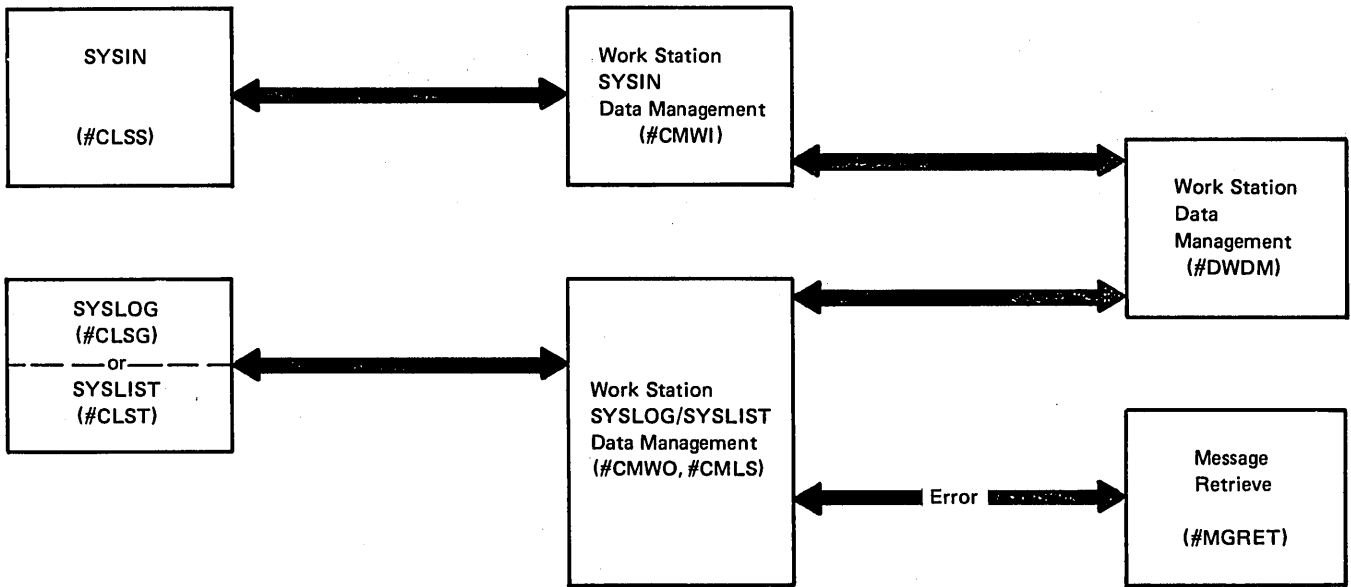 SYSIN
(#CLSS)
Work Station
SYSIN
Data Management
(#CMWI)
Work Station
Data
Management
(#DWDM)
SYSLOG
(#CLSG)
or
SYSLIST
(#CLST)
Work Station
SYSLOG/SYSLIST
Data Management
(#CMWO, #CMLS)
Error
Message
Retrieve
(#MGRET)